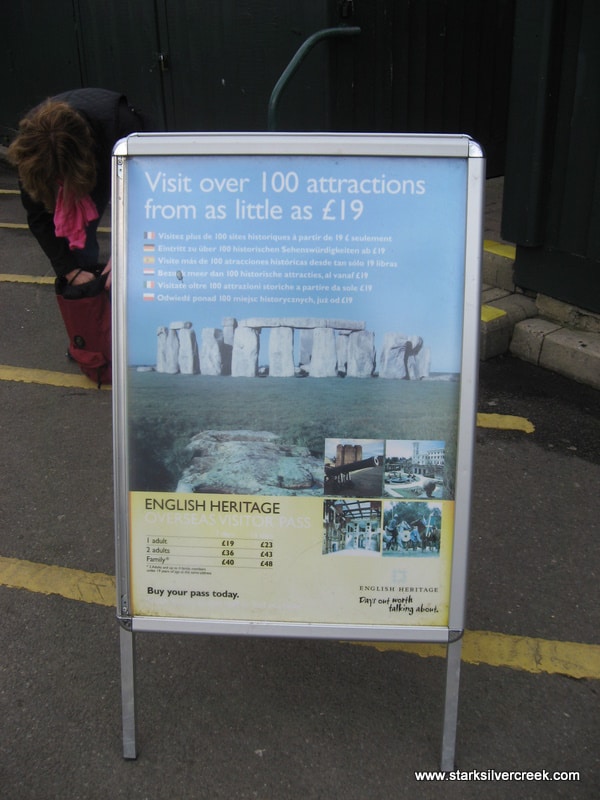 Visit over 100 attractions
from as little as £19
Visitez plus de 100 sites historiques à partir de 19 £ seulement
Eintritt zu über 100 historischen Sehenswürdigkeiten ab £19
Visite más de 100 atracciones históricas desde tan sólo 19 libras
meer dan 100 historische attracties, al vanaf £19
Visitate oltre 100 attrazioni storiche a partire da solo £19
Odwiedź ponad 100 miejsc historycznych, już od £19
ENGLISH HERITAGE
OVERSEAS VISITOR PASS
1 adult £19 £23
2 adults £36 £43
Family* £40 £48
Buy your pass today.
ENGLISH HERITAGE
Days out worth
talking about.
www.starksilvercreek.com